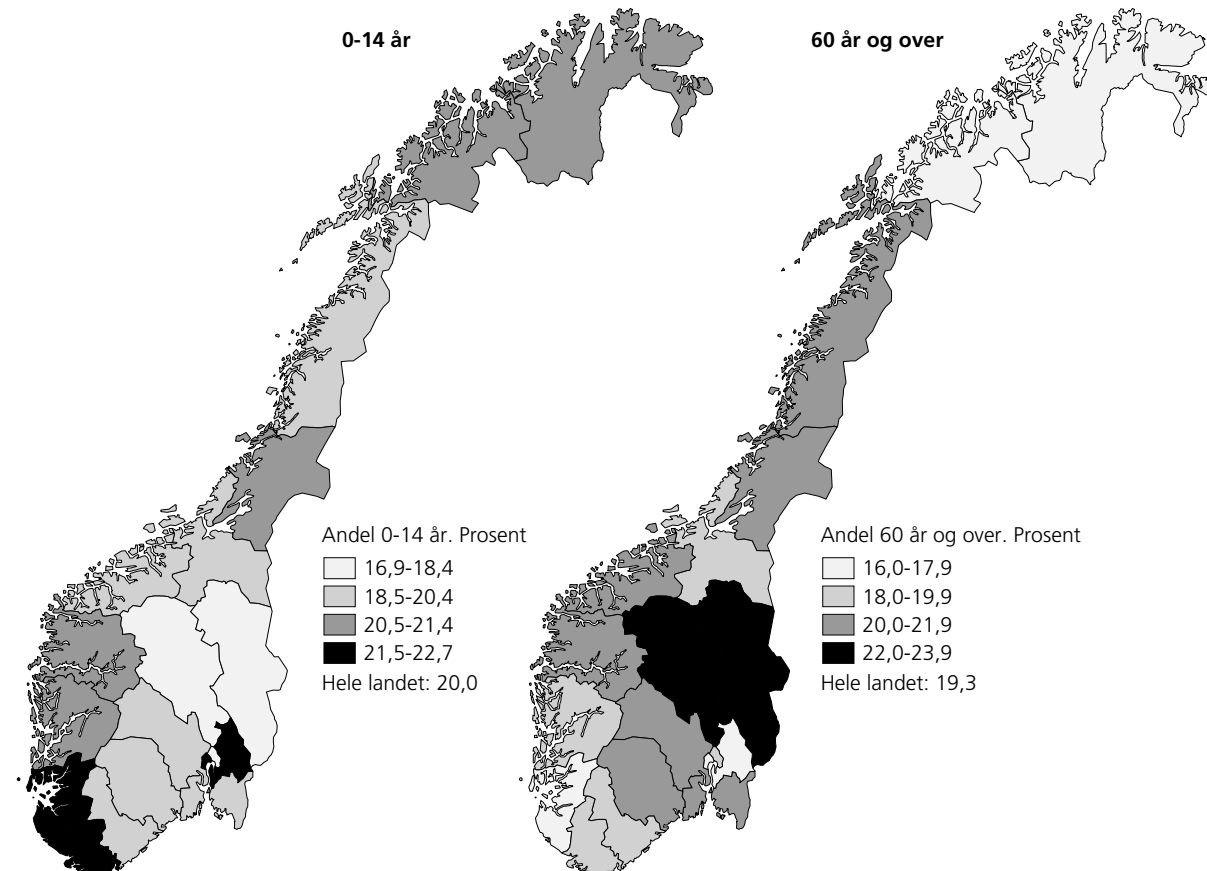 0-14 år
60 år og over
Andel 0-14 år. Prosent
16,9-18,4
18,5-20,4
20,5-21,4
21,5-22,7
Hele landet: 20,0
Andel 60 år og over. Prosent
16,0-17,9
18,0-19,9
20,0-21,9
22,0-23,9
Hele landet: 19,3